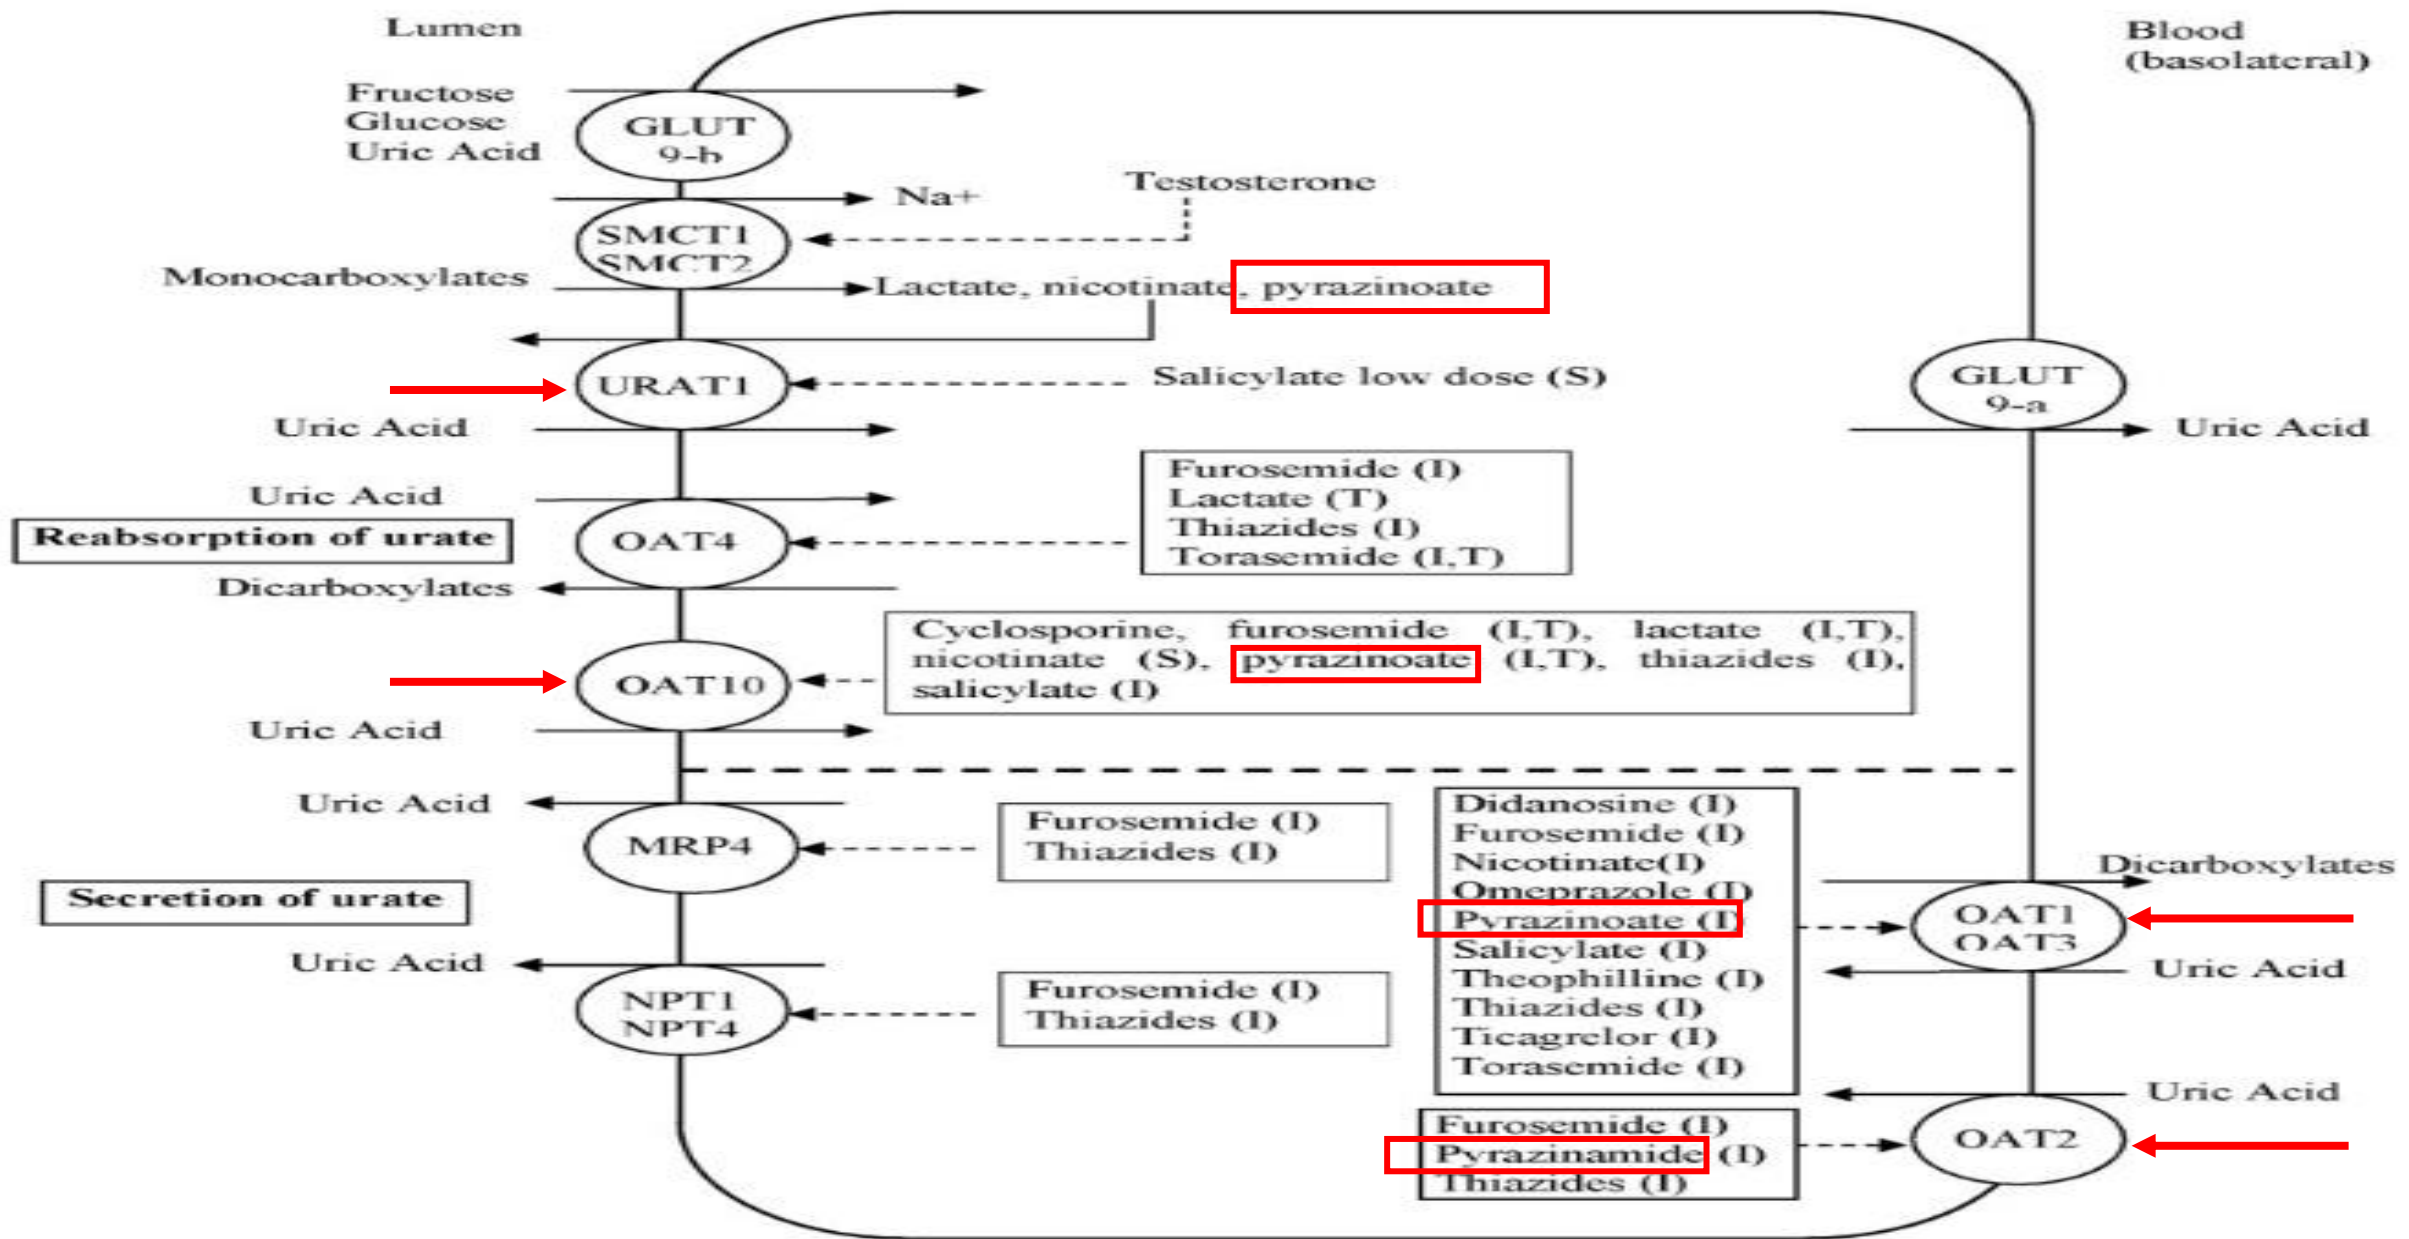 Lumen
Blood
(basolateral)
Fructose
Glucose
Uric Acid
GLUT
9-b
Na+
Testosterone
SMCT1
SMCT2
Monocarboxylates
Lactate, nicotinate, pyrazinoate
URAT1
Salicylate low dose (S)
GLUT
9-a
Uric Acid
Uric Acid
Uric Acid
Furosemide (I)
Lactate (T)
Thiazides (I)
Torasemide (I,T)
Reabsorption of urate
OAT4
Dicarboxylates
Cyclosporine, furosemide (I,T), lactate (I,T),
nicotinate (S), pyrazinoate (I,T), thiazides (I),
salicylate (I)
OAT10
Uric Acid
Uric Acid
MRP4
Furosemide (I)
Thiazides (I)
Didanosine (I)
Furosemide (I)
Nicotinate(I)
Omeprazole (I)
Pyrazinoate (I)
Salicylate (I)
Theophilline (I)
Thiazides (I)
Ticagrelor (I)
Torasemide (I)
Dicarboxylates
OAT1
OAT3
Uric Acid
Secretion of urate
Uric Acid
NPT1
NPT4
Furosemide (I)
Thiazides (I)
Uric Acid
Furosemide (I)
Pyrazinamide (I)
Thiazides (I)
OAT2